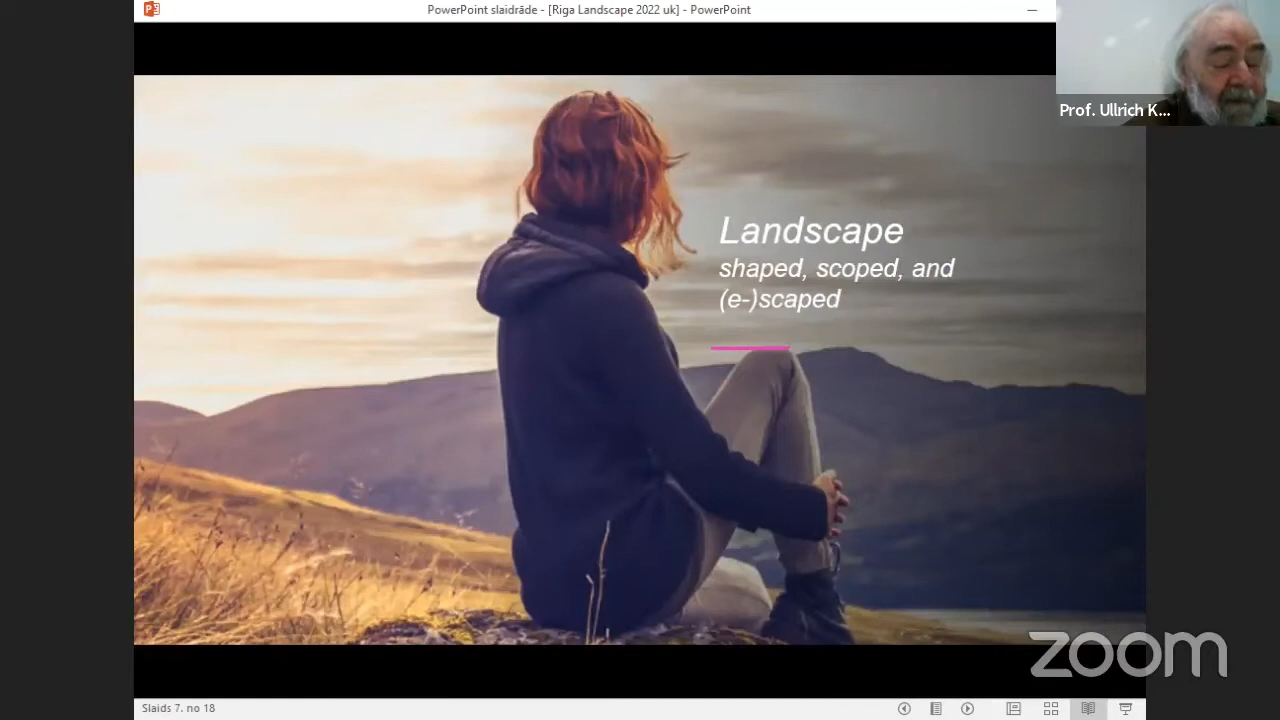 PowerPoint slaidrāde - [Riga Landscape 2022 uk] - PowerPoint
Prof. Ullrich K...
Landscape
shaped, scoped, and
(e-)scaped
zoom
Slaids 7. no 18